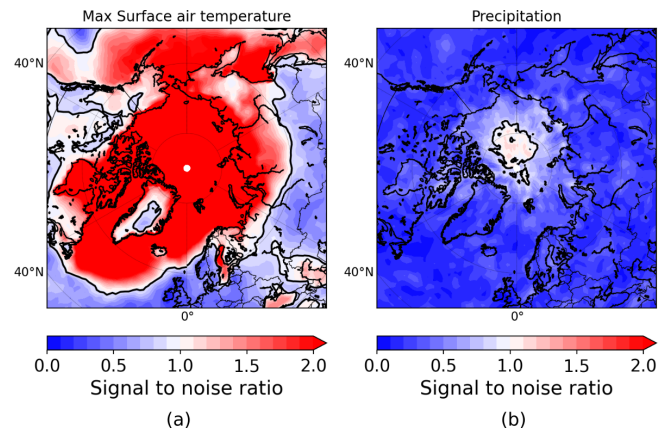 Max Surface air temperature
Precipitation
40°N
40°N
40°N
40°N
0°
0°
0.0 0.5 1.0 1.5 2.0
0.0 0.5 1.0 1.5 2.0
Signal to noise ratio
Signal to noise ratio
(a)
(b)